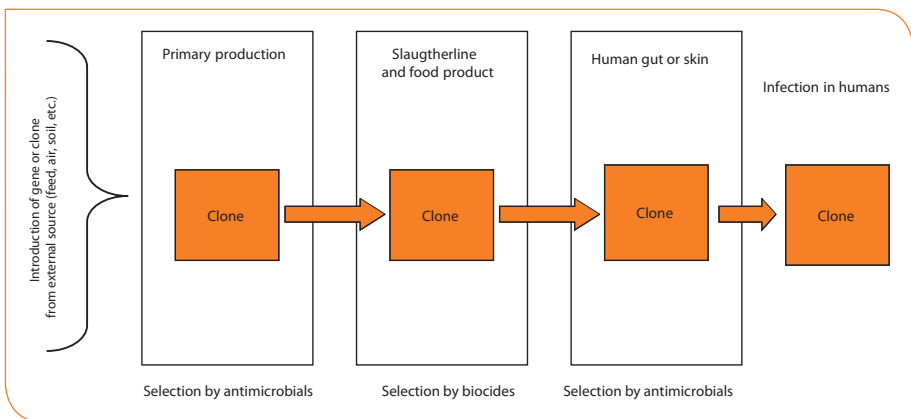 Introduction of gene or clone
from external source (feed, air, soil, etc.)
Primary production
Clone
Selection by antimicrobials
Slaugtherline
and food product
Clone
Selection by biocides
Human gut or skin
Clone
Selection by antimicrobials
Infection in humans
Clone